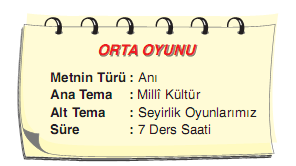 ORTA OYUNU
Metnin Türü : Anı
Ana Tema : Millî Kültür
Alt Tema : Seyirlik Oyunlarımız
Süre : 7 Ders Saati